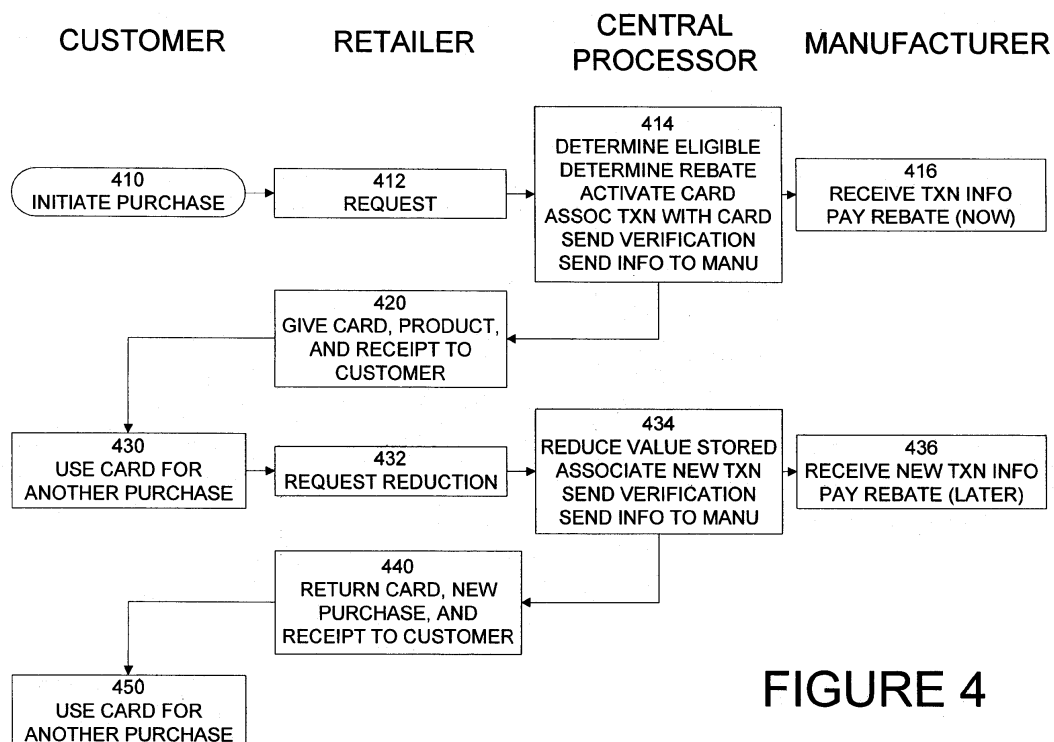 CUSTOMER
RETAILER
CENTRAL
PROCESSOR
MANUFACTURER
410
INITIATE PURCHASE
412
REQUEST
414
DETERMINE ELIGIBLE
DETERMINE REBATE
ACTIVATE CARD
ASSOC TXN WITH CARD
SEND VERIFICATION
SEND INFO TO MANU
416
RECEIVE TXN INFO
PAY REBATE (NOW)
420
GIVE CARD, PRODUCT,
AND RECEIPT TO
CUSTOMER
430
USE CARD FOR
ANOTHER PURCHASE
432
REQUEST REDUCTION
434
REDUCE VALUE STORED
ASSOCIATE NEW TXN
SEND VERIFICATION
SEND INFO TO MANU
436
RECEIVE NEW TXN INFO
PAY REBATE (LATER)
440
RETURN CARD, NEW
PURCHASE, AND
RECEIPT TO CUSTOMER
450
USE CARD FOR
ANOTHER PURCHASE
FIGURE 4